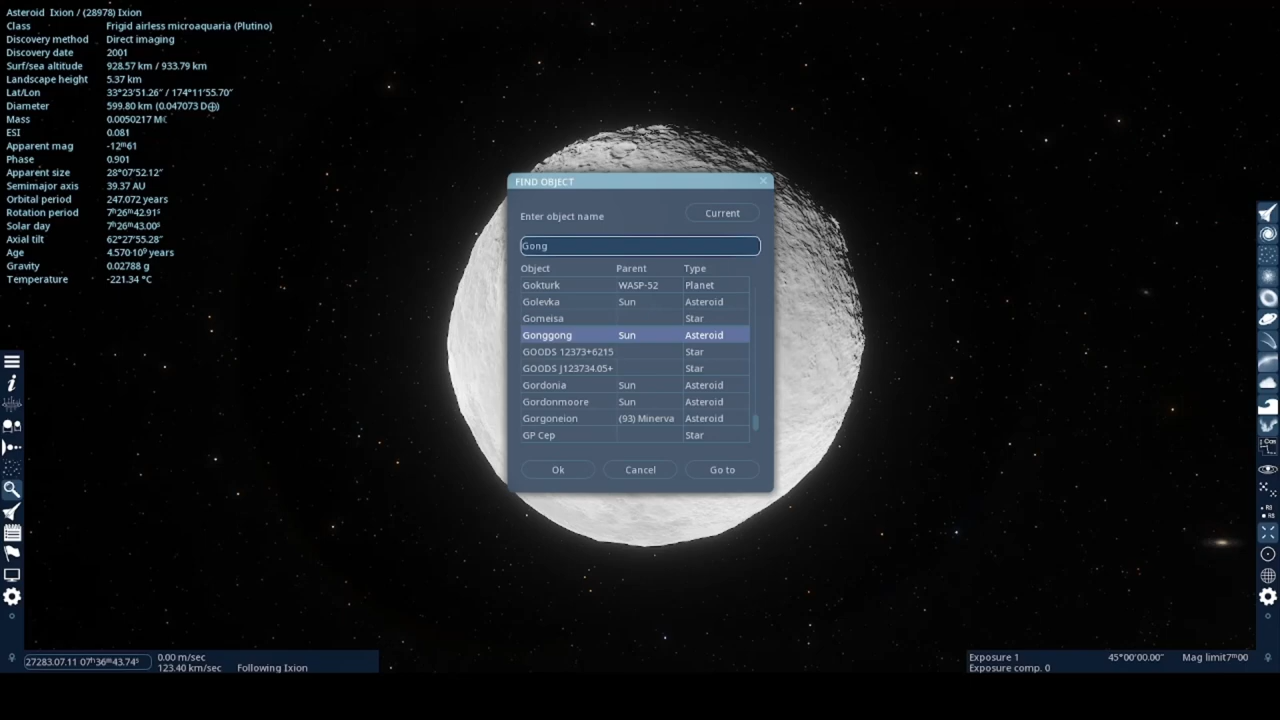 Asteroid Ixion / (28978) Ixion
Class Frigid airless microaquaria (Plutino)
Discovery method Direct imaging
Discovery date 2001
Surf/sea altitude 928.57 km / 933.79 km
Landscape height 5.37 km
Lat/Lon 33°23′51.26″ / 174°11′55.70″
Diameter 599.80 km (0.047073 D⊕)
Mass 0.0050217 M☾
ESI 0.081
Apparent mag -12ᵐ61
Phase 0.901
Apparent size 28°07′52.12″
Semimajor axis 39.37 AU
Orbital period 247.072 years
Rotation period 7ʰ26ᵐ42.91ˢ
Solar day 7ʰ26ᵐ43.00ˢ
Axial tilt 62°27′55.28″
Age 4.570·10⁹ years
Gravity 0.02788 g
Temperature -221.34 °C
FIND OBJECT
Enter object name Current
Gong
Object Parent Type
Gokturk WASP-52 Planet
Golevka Sun Asteroid
Gomeisa Star
Gonggong Sun Asteroid
GOODS 12373+6215 Star
GOODS J123734.05+ Star
Gordonia Sun Asteroid
Gordonmoore Sun Asteroid
Gorgoneion (93) Minerva Asteroid
GP Cep Star
Ok Cancel Go to
27283.07.11 07ʰ36ᵐ43.74ˢ
0.00 m/sec
123.40 km/sec Following Ixion
Exposure 1 45°00′00.00″ Mag limit7ᵐ00
Exposure comp. 0